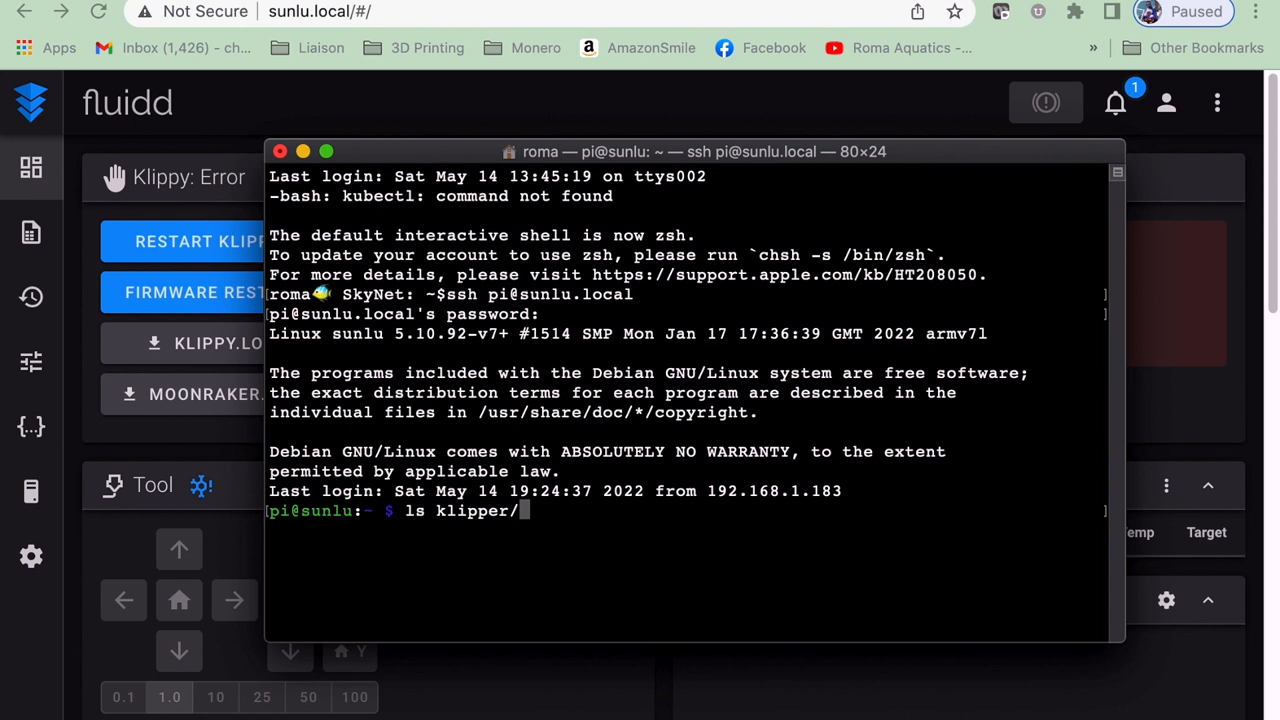 Not Secure | sunlu.local/#/
Paused
Apps
Inbox (1,426) – ch...
Liaison
3D Printing
Monero
AmazonSmile
Facebook
Roma Aquatics -...
»
Other Bookmarks
fluidd
1
Klippy: Error
RESTART KLIP
FIRMWARE REST
KLIPPY.LO
MOONRAKER.
Tool
0.1
1.0
10
25
50
100
Y
roma — pi@sunlu: ~ — ssh pi@sunlu.local — 80×24
Last login: Sat May 14 13:45:19 on ttys002
-bash: kubectl: command not found
The default interactive shell is now zsh.
To update your account to use zsh, please run `chsh -s /bin/zsh`.
For more details, please visit https://support.apple.com/kb/HT208050.
[roma🐠 SkyNet: ~$ssh pi@sunlu.local ]
[pi@sunlu.local's password: ]
Linux sunlu 5.10.92-v7+ #1514 SMP Mon Jan 17 17:36:39 GMT 2022 armv7l
The programs included with the Debian GNU/Linux system are free software;
the exact distribution terms for each program are described in the
individual files in /usr/share/doc/*/copyright.
Debian GNU/Linux comes with ABSOLUTELY NO WARRANTY, to the extent
permitted by applicable law.
Last login: Sat May 14 19:24:37 2022 from 192.168.1.183
[pi@sunlu:~ $ ls klipper/ ]
Target